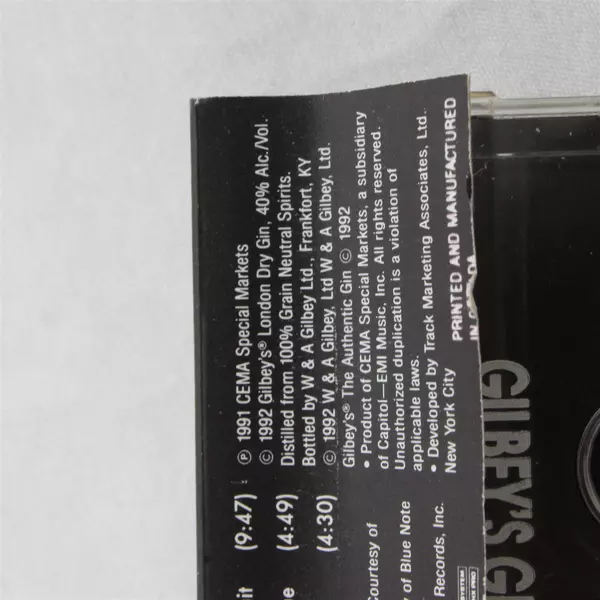 ℗ 1991 CEMA Special Markets
© 1992 Gilbey's® London Dry Gin, 40% Alc./Vol.
Distilled from 100% Grain Neutral Spirits.
Bottled by W & A Gilbey Ltd., Frankfort, KY
© 1992 W & A Gilbey, Ltd W & A Gilbey, Ltd.
Gilbey's® The Authentic Gin © 1992
• Product of CEMA Special Markets, a subsidiary
of Capitol—EMI Music, Inc. All rights reserved.
Unauthorized duplication is a violation of
applicable laws.
• Developed by Track Marketing Associates, Ltd.
New York City
PRINTED AND MANUFACTURED
IN
it (9:47)
(4:49)
(4:30)
Courtesy of
of Blue Note
Records, Inc.
SYSTEM
GILBEY'S